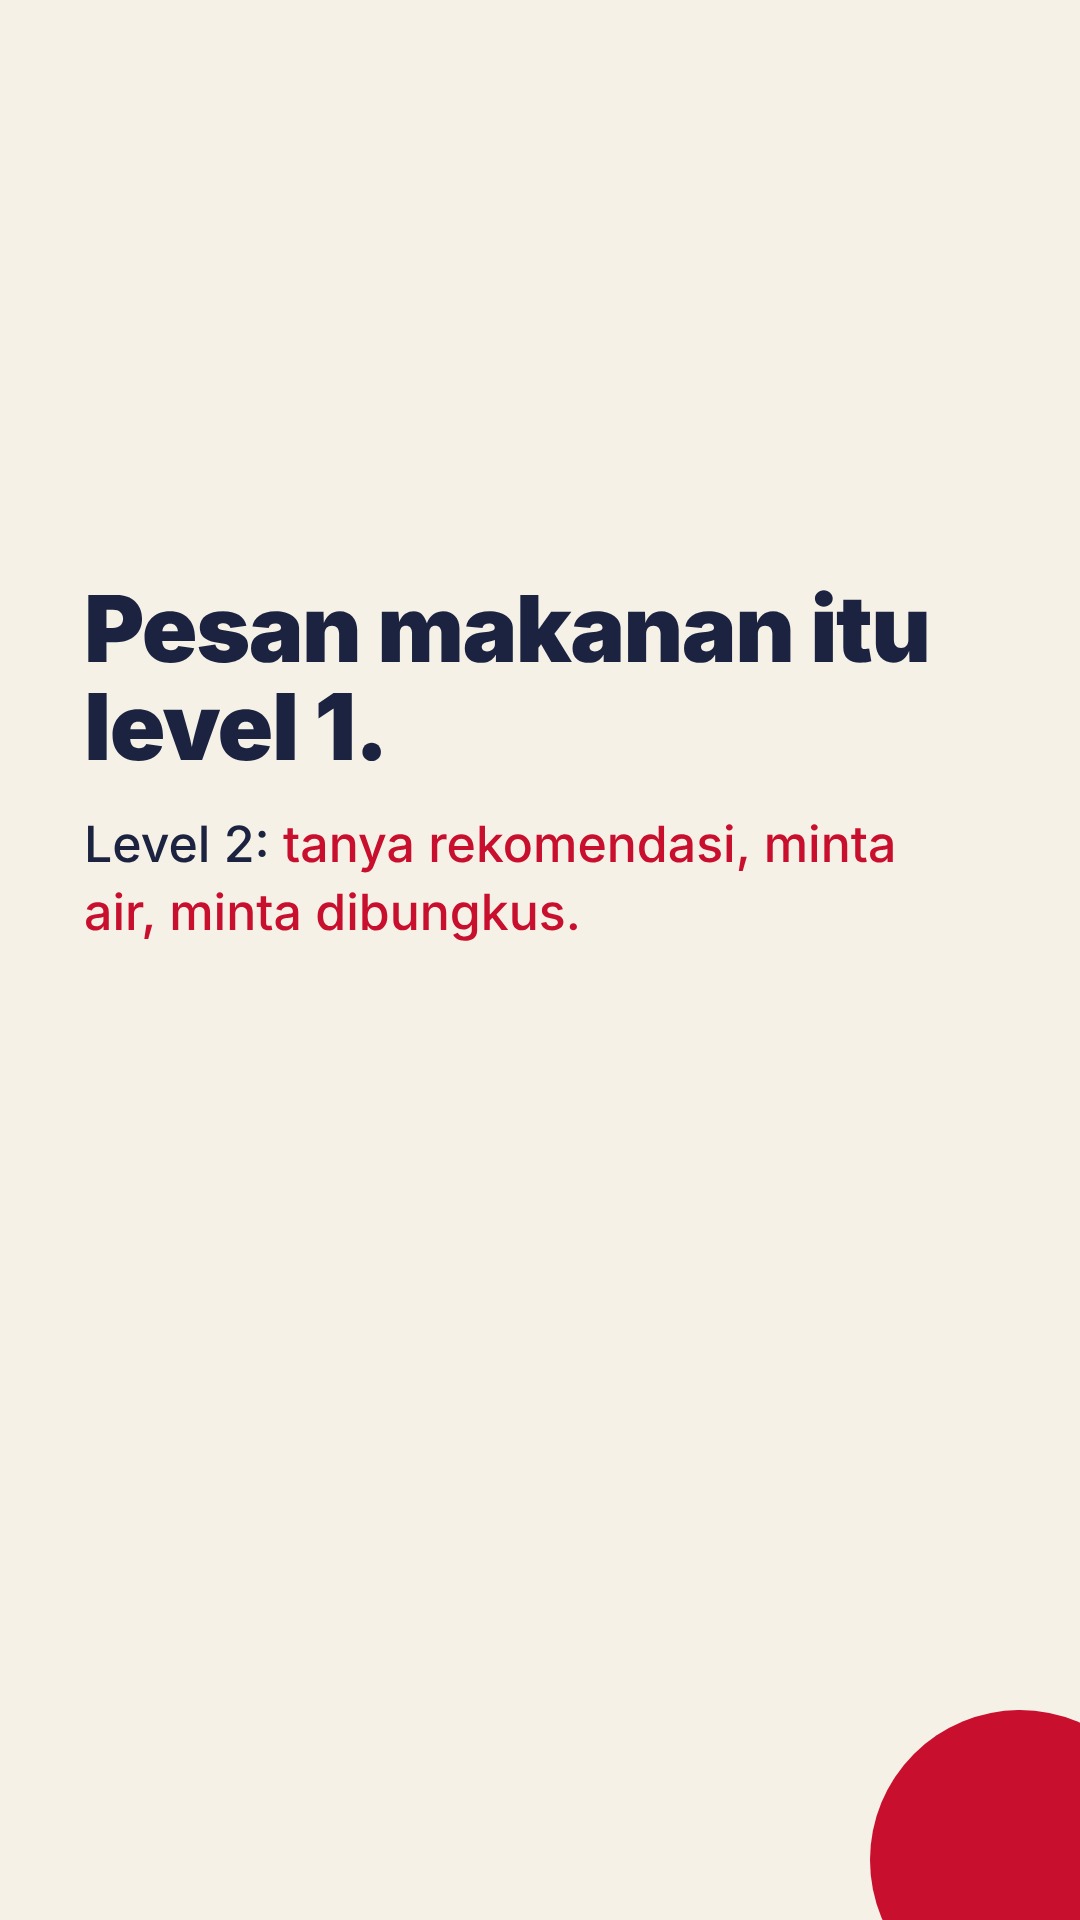 Pesan makanan itu
level 1.
Level 2: tanya rekomendasi, minta
air, minta dibungkus.